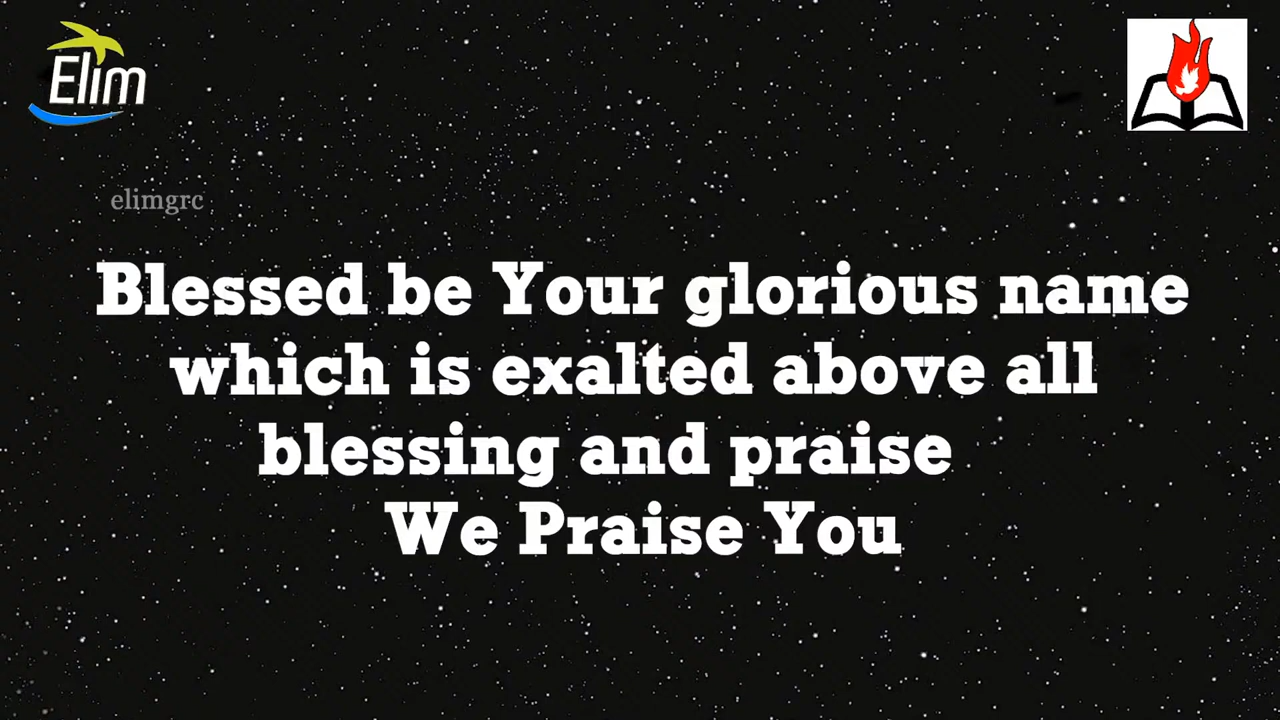 Elim
elimgrc
Blessed be Your glorious name
which is exalted above all
blessing and praise
We Praise You